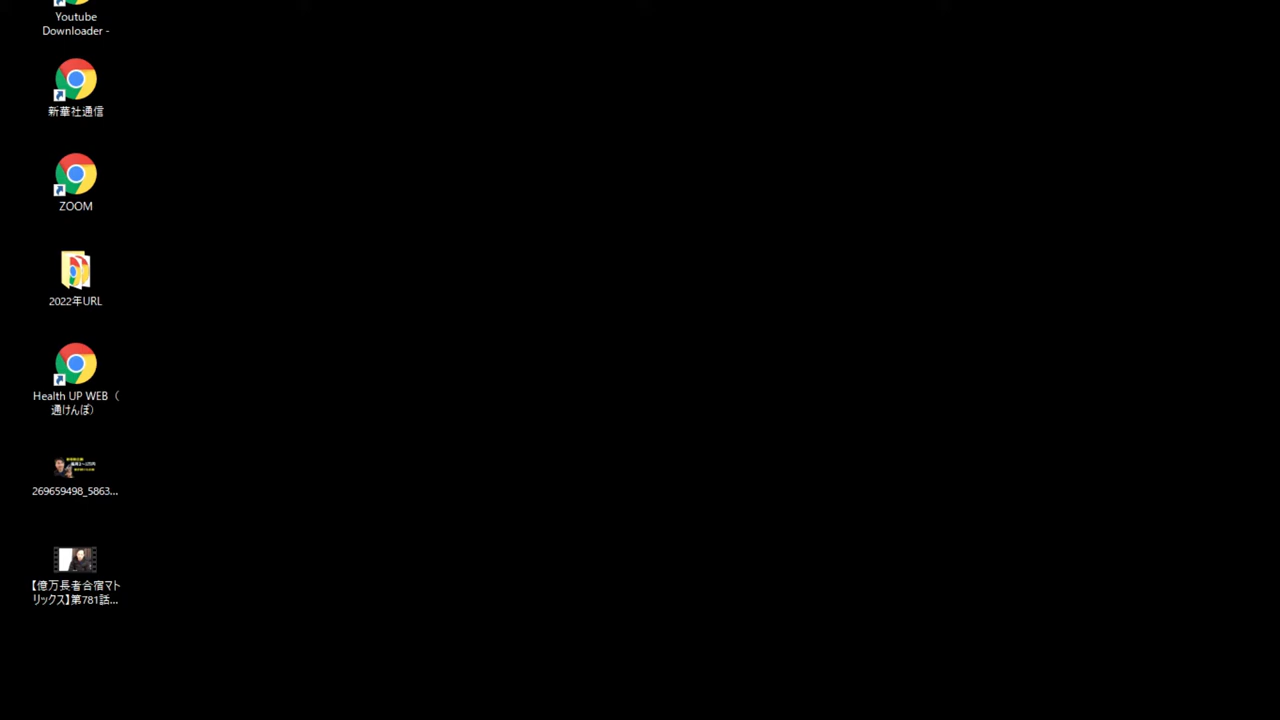 Youtube
Downloader -
新華社通信
ZOOM
2022年URL
Health UP WEB（
通けんぽ）
269659498_5863...
【億万長者合宿マト
リックス】第781話...